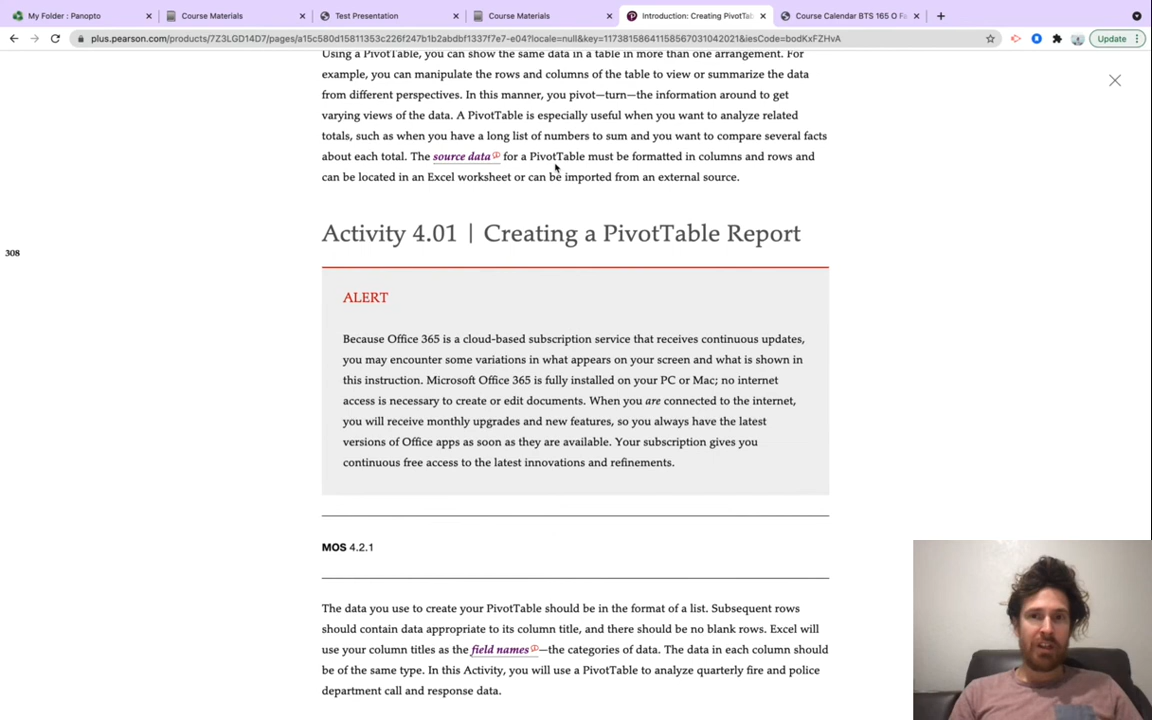 My Folder : Panopto
Course Materials
Test Presentation
Course Materials
Introduction: Creating PivotTab
Course Calendar BTS 165 O Fa
plus.pearson.com/products/7Z3LGD14D7/pages/a15c580d15811353c226f247b1b2abdbf1337f7e7-e04?locale=null&key=11738158641158567031042021&iesCode=bodKxFZHvA
Update
Using a PivotTable, you can show the same data in a table in more than one arrangement. For
example, you can manipulate the rows and columns of the table to view or summarize the data
from different perspectives. In this manner, you pivot—turn—the information around to get
varying views of the data. A PivotTable is especially useful when you want to analyze related
totals, such as when you have a long list of numbers to sum and you want to compare several facts
about each total. The source data for a PivotTable must be formatted in columns and rows and
can be located in an Excel worksheet or can be imported from an external source.
Activity 4.01 | Creating a PivotTable Report
308
ALERT
Because Office 365 is a cloud-based subscription service that receives continuous updates,
you may encounter some variations in what appears on your screen and what is shown in
this instruction. Microsoft Office 365 is fully installed on your PC or Mac; no internet
access is necessary to create or edit documents. When you are connected to the internet,
you will receive monthly upgrades and new features, so you always have the latest
versions of Office apps as soon as they are available. Your subscription gives you
continuous free access to the latest innovations and refinements.
MOS 4.2.1
The data you use to create your PivotTable should be in the format of a list. Subsequent rows
should contain data appropriate to its column title, and there should be no blank rows. Excel will
use your column titles as the field names—the categories of data. The data in each column should
be of the same type. In this Activity, you will use a PivotTable to analyze quarterly fire and police
department call and response data.